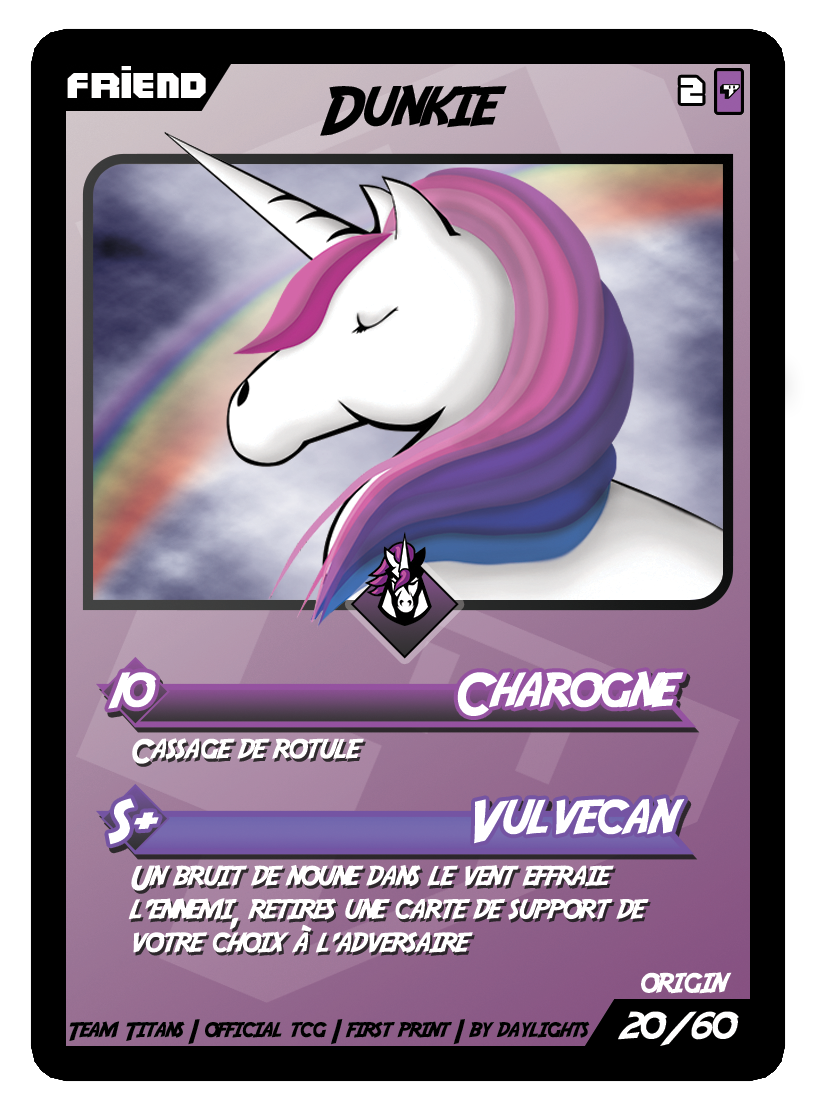 FRIEND
DUNKIE
2
10
CHAROGNE
CASSAGE DE ROTULE
S+
VULVECAN
UN BRUIT DE NOUNE DANS LE VENT EFFRAIE
L'ENNEMI, RETIRES UNE CARTE DE SUPPORT DE
VOTRE CHOIX À L'ADVERSAIRE
ORIGIN
TEAM TITANS | OFFICIAL TCG | FIRST PRINT | BY DAYLIGHTS
20/60